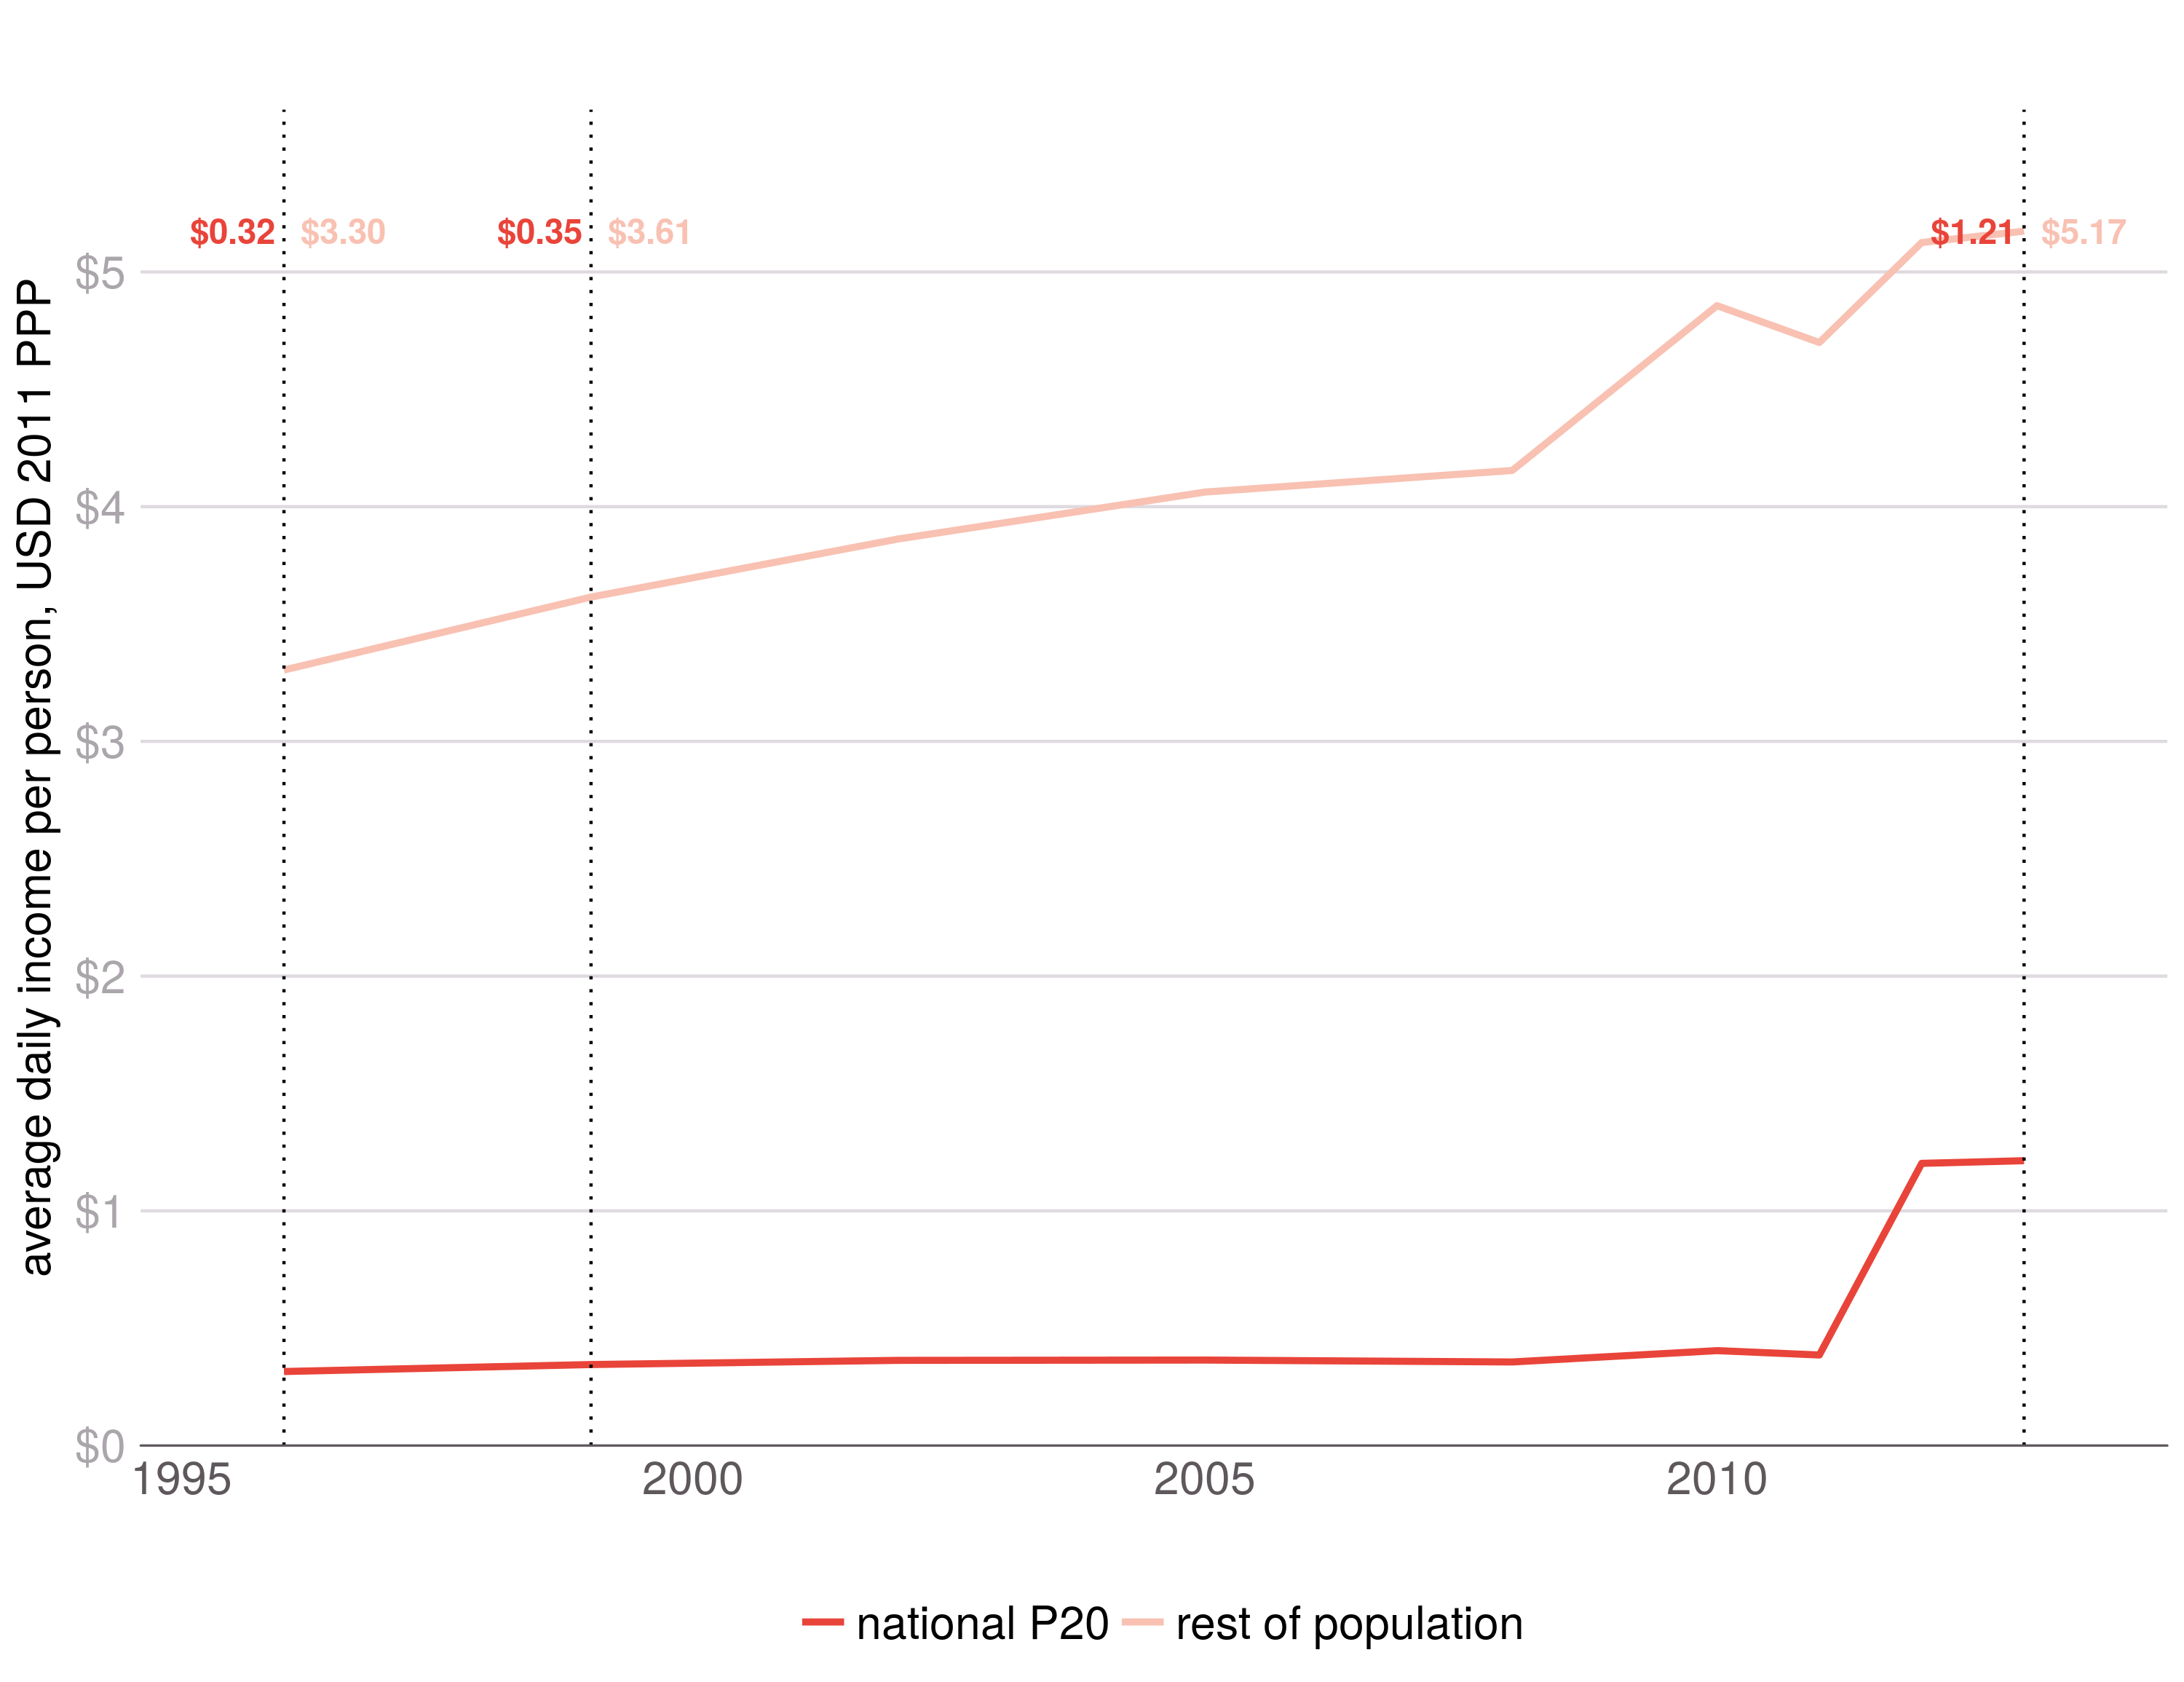 $0.32 $3.30 $0.35 $3.61 $1.21 $5.17
$5
$4
$3
$2
$1
$0
average daily income per person, USD 2011 PPP
1995 2000 2005 2010
national P20 rest of population